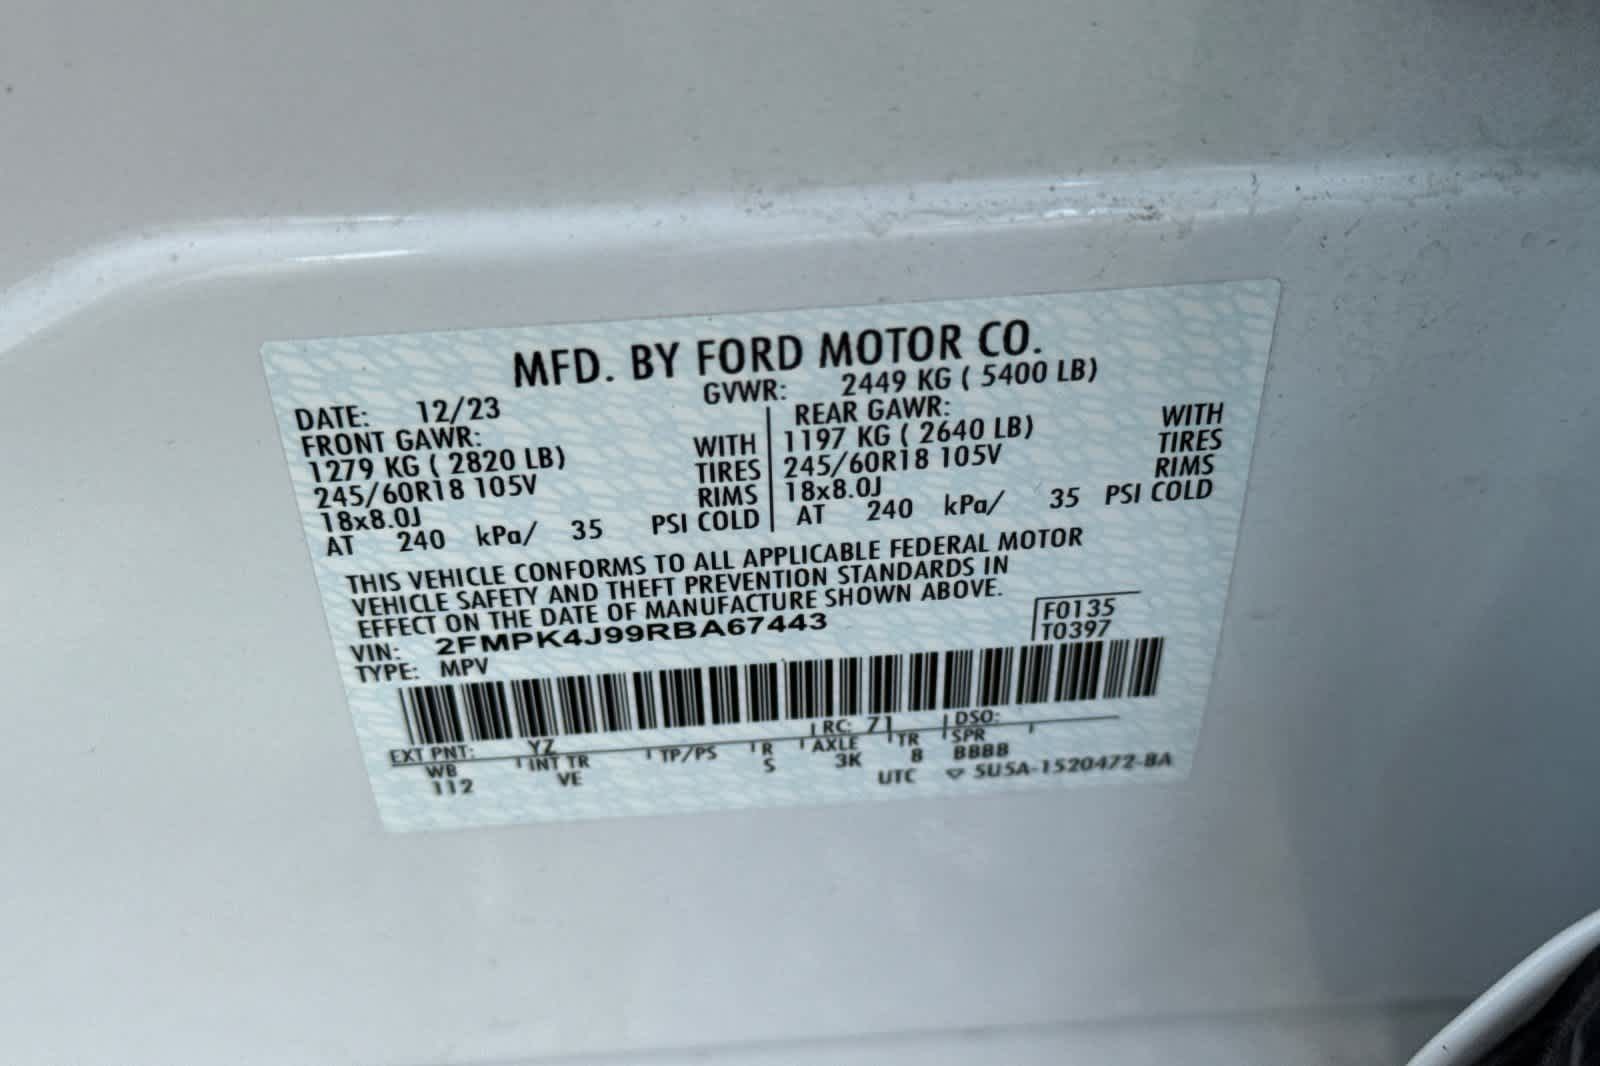 MFD. BY FORD MOTOR CO.
DATE: 12/23 GVWR: 2449 KG ( 5400 LB)
FRONT GAWR: REAR GAWR:
1279 KG ( 2820 LB) WITH 1197 KG ( 2640 LB) WITH
245/60R18 105V TIRES 245/60R18 105V TIRES
18x8.0J RIMS 18x8.0J RIMS
AT 240 kPa/ 35 PSI COLD AT 240 kPa/ 35 PSI COLD
THIS VEHICLE CONFORMS TO ALL APPLICABLE FEDERAL MOTOR
VEHICLE SAFETY AND THEFT PREVENTION STANDARDS IN
EFFECT ON THE DATE OF MANUFACTURE SHOWN ABOVE.
VIN: 2FMPK4J99RBA67443 F0135
TYPE: MPV T0397
EXT PNT: YZ RC: 71 DSO:
WB INT TR TP/PS R AXLE TR SPR
112 VE S 3K 8 BBBB
UTC ▽ 5U5A-1520472-BA